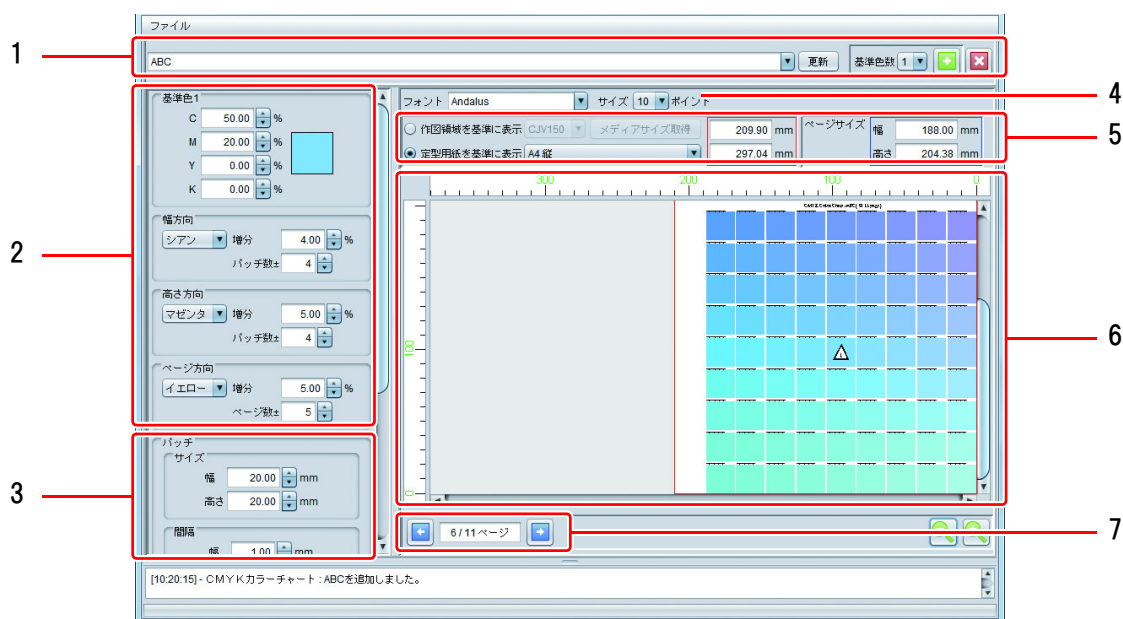 ファイル
1
ABC
更新
基準色数 1
基準色1
C 50.00 %
M 20.00 %
Y 0.00 %
K 0.00 %
2
幅方向
シアン 増分 4.00 %
パッチ数± 4
高さ方向
マゼンタ 増分 5.00 %
パッチ数± 4
ページ方向
イエロー 増分 5.00 %
ページ数± 5
3
パッチ
サイズ
幅 20.00 mm
高さ 20.00 mm
間隔
幅 1.00 mm
フォント Andalus サイズ 10 ポイント
4
作図領域を基準に表示 CJV150 メディアサイズ取得 209.90 mm
定型用紙を基準に表示 A4 縦 297.04 mm
ページサイズ 幅 188.00 mm
高さ 204.38 mm
5
300 200 100 0
100
0
6
6 / 11 ページ
7
[10:20:15] - CMYKカラーチャート : ABCを追加しました。